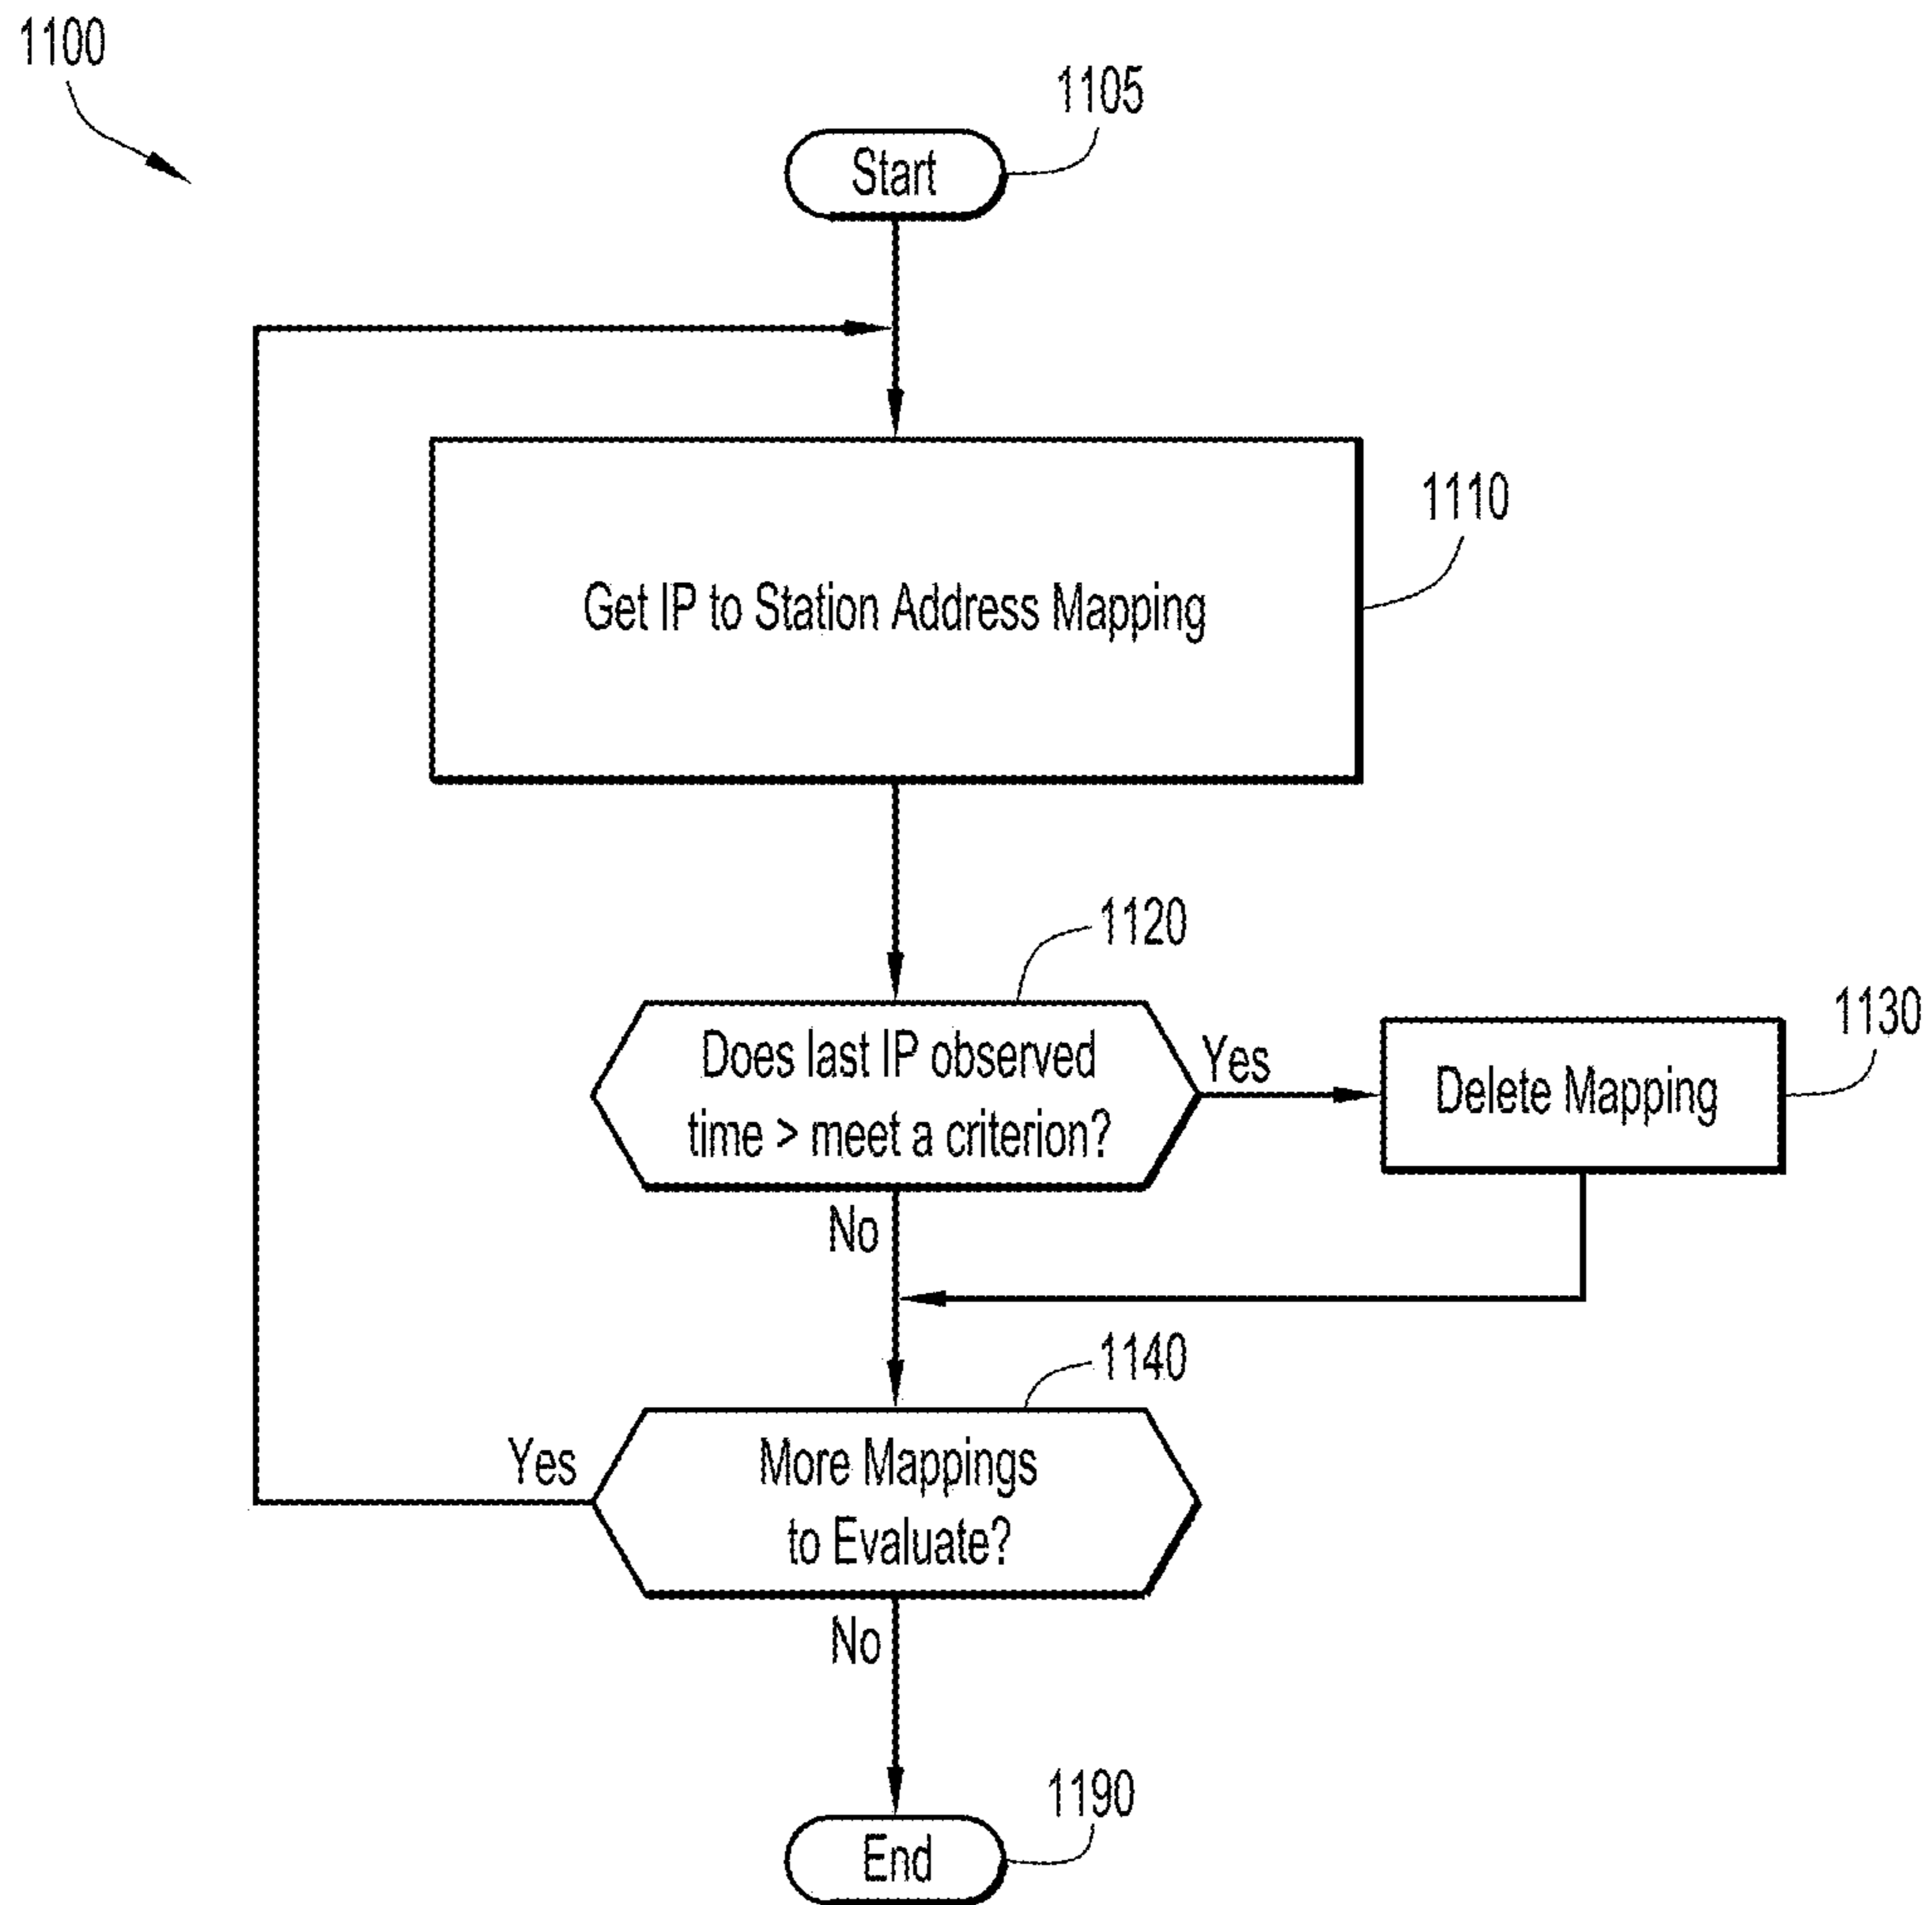 1100
1105
Start
1110
Get IP to Station Address Mapping
1120
1130
Does last IP observed
time > meet a criterion?
Yes
Delete Mapping
No
1140
Yes
More Mappings
to Evaluate?
No
1190
End